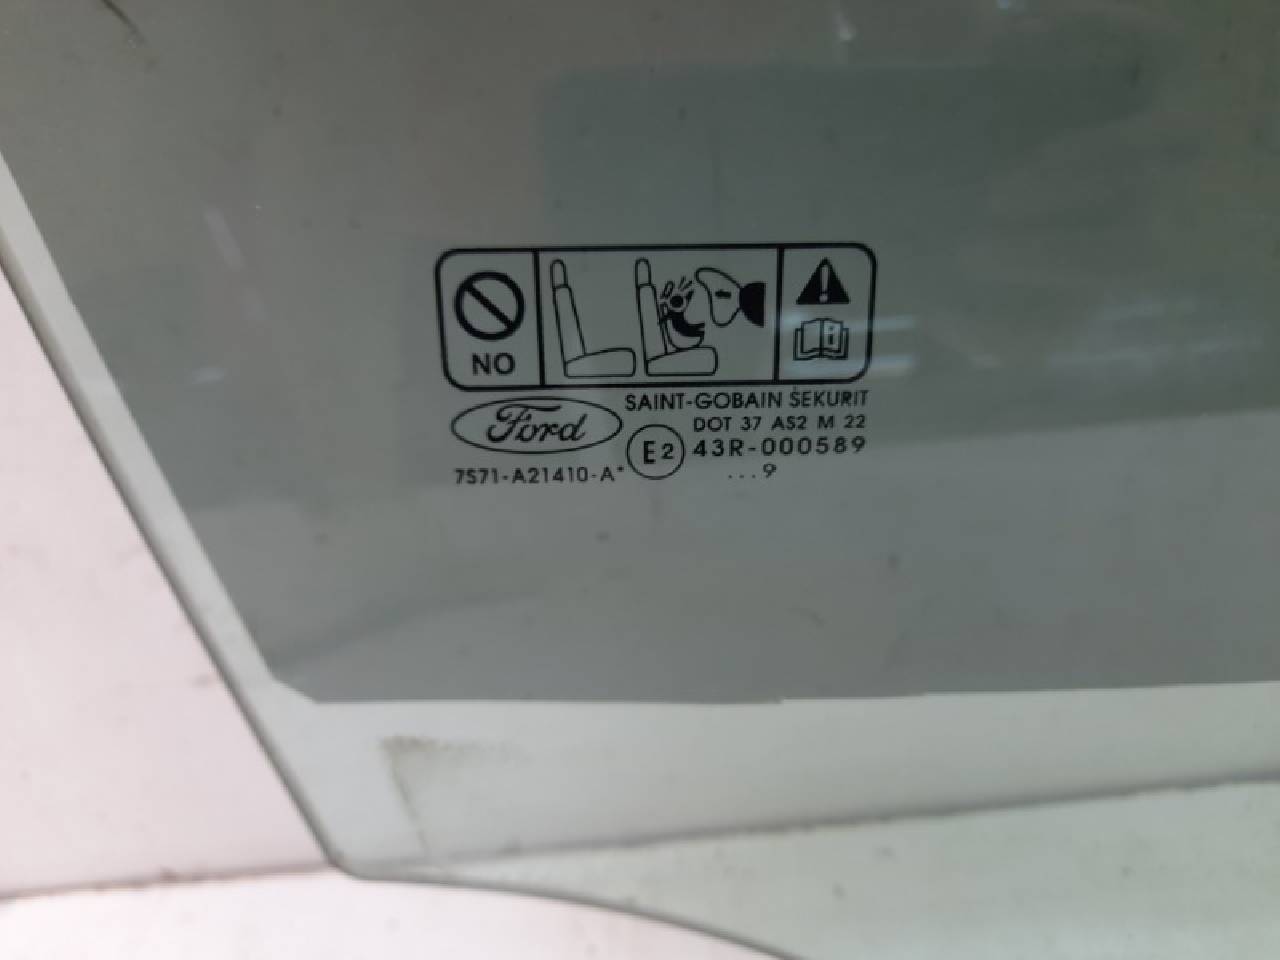 NO
SAINT-GOBAIN SEKURIT
Ford
DOT 37 AS2 M 22
E2 43R-000589
7S71-A21410-A*
...9